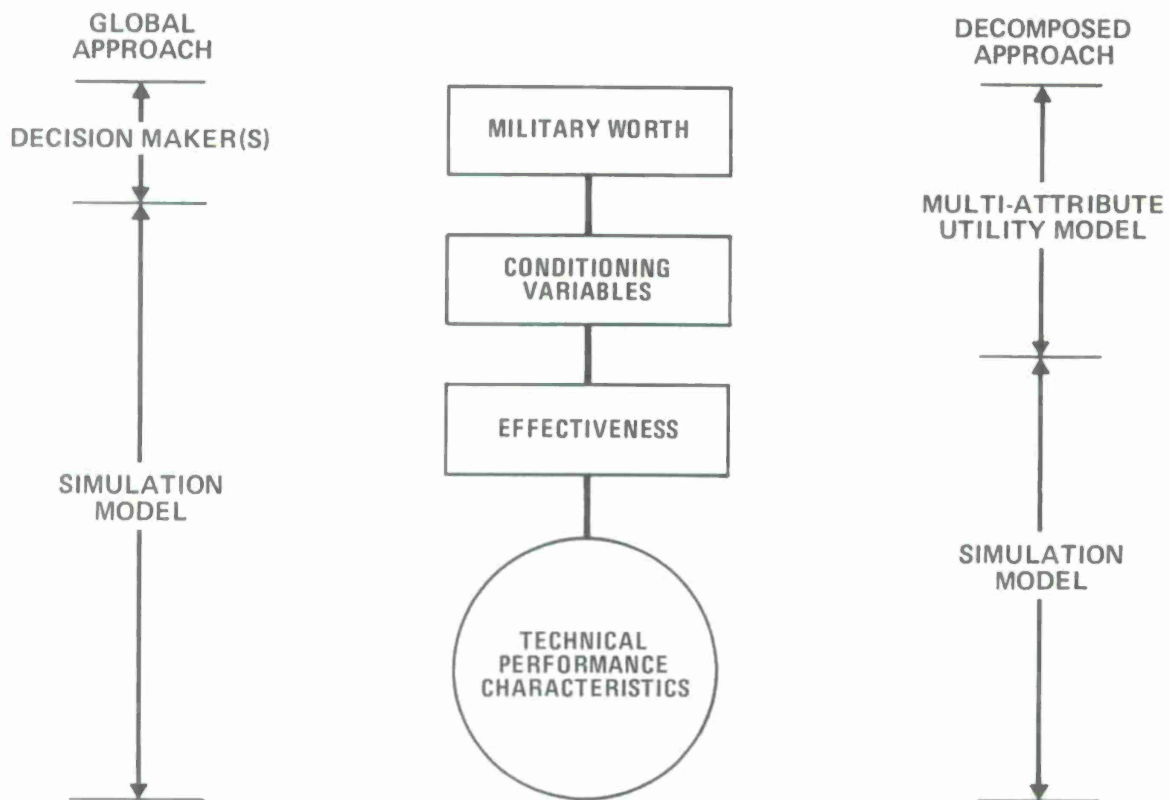 GLOBAL
APPROACH
DECISION MAKER(S)
SIMULATION
MODEL
MILITARY WORTH
CONDITIONING
VARIABLES
EFFECTIVENESS
TECHNICAL
PERFORMANCE
CHARACTERISTICS
DECOMPOSED
APPROACH
MULTI-ATTRIBUTE
UTILITY MODEL
SIMULATION
MODEL